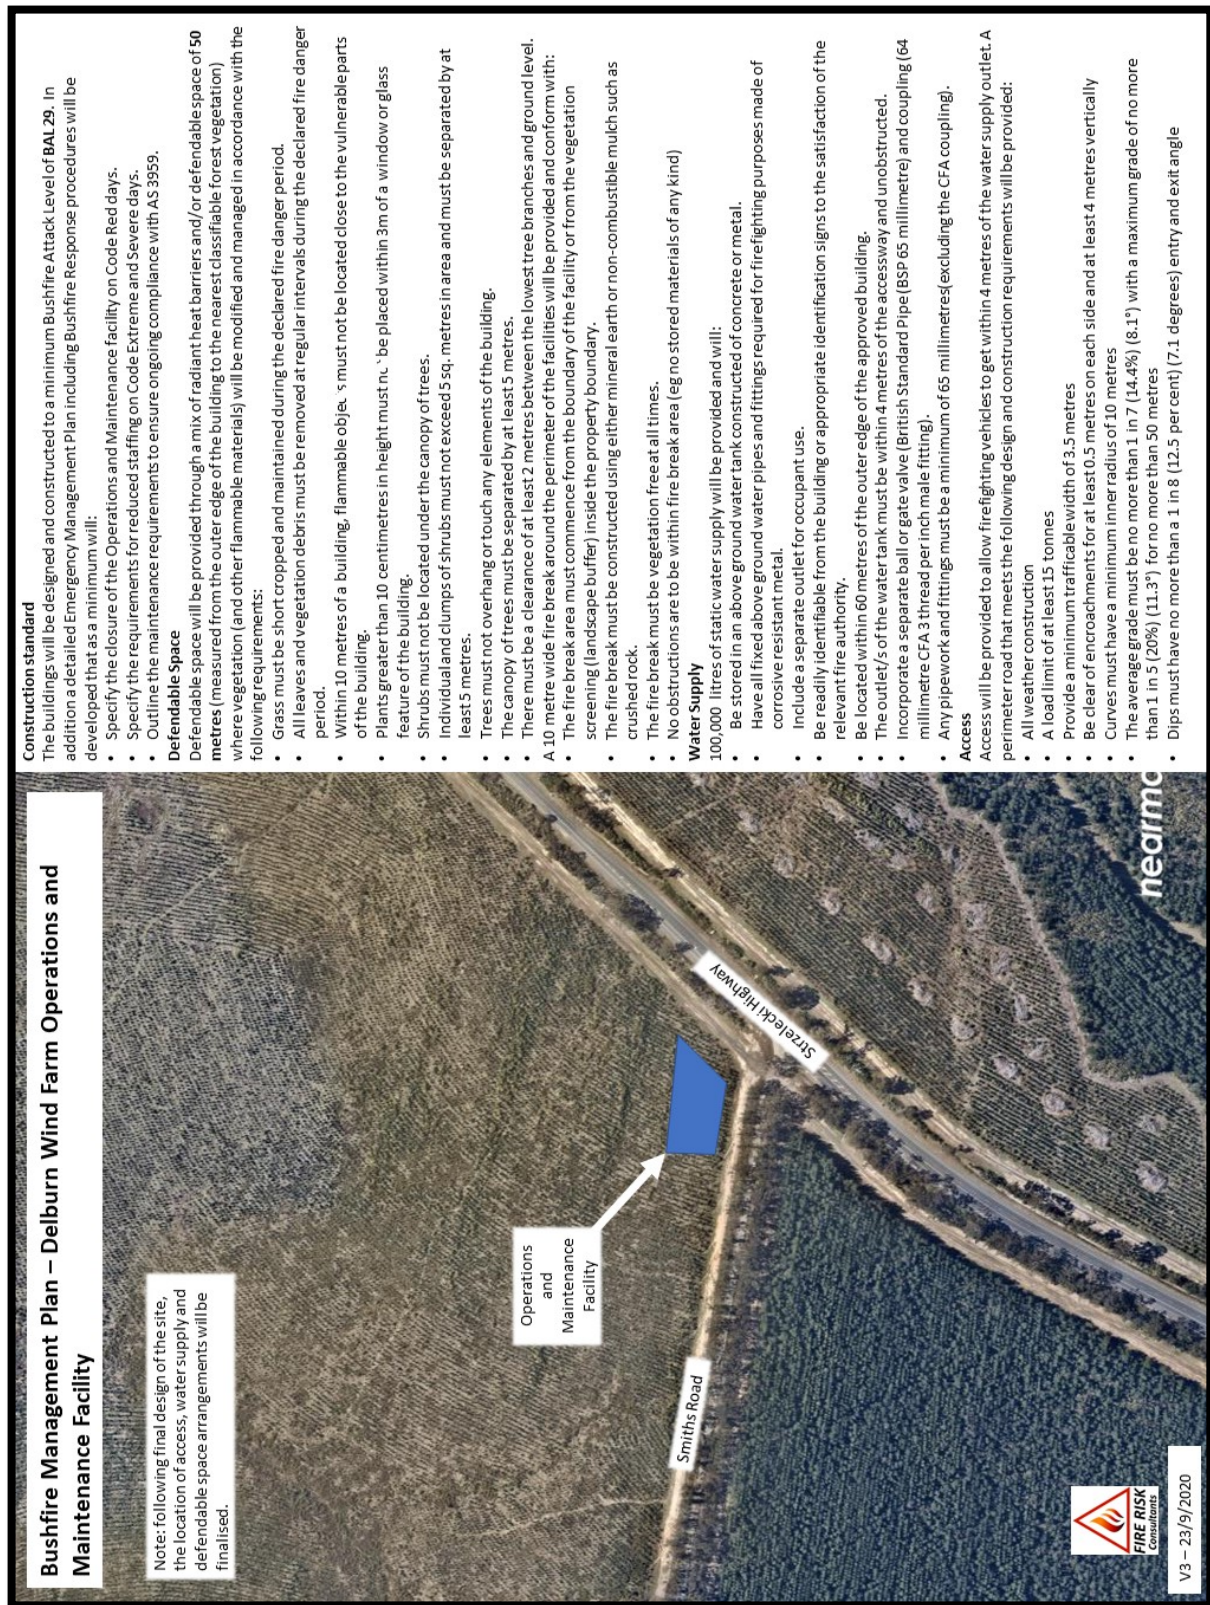 Bushfire Management Plan – Delburn Wind Farm Operations and
Maintenance Facility
Note: following final design of the site,
the location of access, water supply and
defendable space arrangements will be
finalised.
Operations
and
Maintenance
Facility
Smiths Road
Strzelecki Highway
FIRE RISK
Consultants
V3 – 23/9/2020
nearma
Construction standard
The buildings will be designed and constructed to a minimum Bushfire Attack Level of BAL 29. In
addition a detailed Emergency Management Plan including Bushfire Response procedures will be
developed that as a minimum will:
• Specify the closure of the Operations and Maintenance facility on Code Red days.
• Specify the requirements for reduced staffing on Code Extreme and Severe days.
• Outline the maintenance requirements to ensure ongoing compliance with AS 3959.
Defendable Space
Defendable space will be provided through a mix of radiant heat barriers and/or defendable space of 50
metres (measured from the outer edge of the building to the nearest classifiable forest vegetation)
where vegetation (and other flammable materials) will be modified and managed in accordance with the
following requirements:
• Grass must be short cropped and maintained during the declared fire danger period.
• All leaves and vegetation debris must be removed at regular intervals during the declared fire danger
period.
• Within 10 metres of a building, flammable must not be located close to the vulnerable parts
of the building.
• Plants greater than 10 centimetres in height must be placed within 3m of a window or glass
feature of the building.
• Shrubs must not be located under the canopy of trees.
• Individual and clumps of shrubs must not exceed 5 sq. metres in area and must be separated by at
least 5 metres.
• Trees must not overhang or touch any elements of the building.
• The canopy of trees must be separated by at least 5 metres.
• There must be a clearance of at least 2 metres between the lowest tree branches and ground level.
A 10 metre wide fire break around the perimeter of the facilities will be provided and conform with:
• The fire break area must commence from the boundary of the facility or from the vegetation
screening (landscape buffer) inside the property boundary.
• The fire break must be constructed using either mineral earth or non-combustible mulch such as
crushed rock.
• The fire break must be vegetation free at all times.
• No obstructions are to be within fire break area (eg no stored materials of any kind)
Water Supply
100,000 litres of static water supply will be provided and will:
• Be stored in an above ground water tank constructed of concrete or metal.
• Have all fixed above ground water pipes and fittings required for firefighting purposes made of
corrosive resistant metal.
• Include a separate outlet for occupant use.
• Be readily identifiable from the building or appropriate identification signs to the satisfaction of the
relevant fire authority.
• Be located within 60 metres of the outer edge of the approved building.
• The outlet/s of the water tank must be within 4 metres of the accessway and unobstructed.
• Incorporate a separate ball or gate valve (British Standard Pipe (BSP 65 millimetre) and coupling (64
millimetre CFA 3 thread per inch male fitting).
• Any pipework and fittings must be a minimum of 65 millimetres (excluding the CFA coupling).
Access
Access will be provided to allow firefighting vehicles to get within 4 metres of the water supply outlet. A
perimeter road that meets the following design and construction requirements will be provided:
• All weather construction
• A load limit of at least 15 tonnes
• Provide a minimum trafficable width of 3.5 metres
• Be clear of encroachments for at least 0.5 metres on each side and at least 4 metres vertically
• Curves must have a minimum inner radius of 10 metres
• The average grade must be no more than 1 in 7 (14.4%) (8.1°) with a maximum grade of no more
than 1 in 5 (20%) (11.3°) for no more than 50 metres
• Dips must have no more than a 1 in 8 (12.5 per cent) (7.1 degrees) entry and exit angle